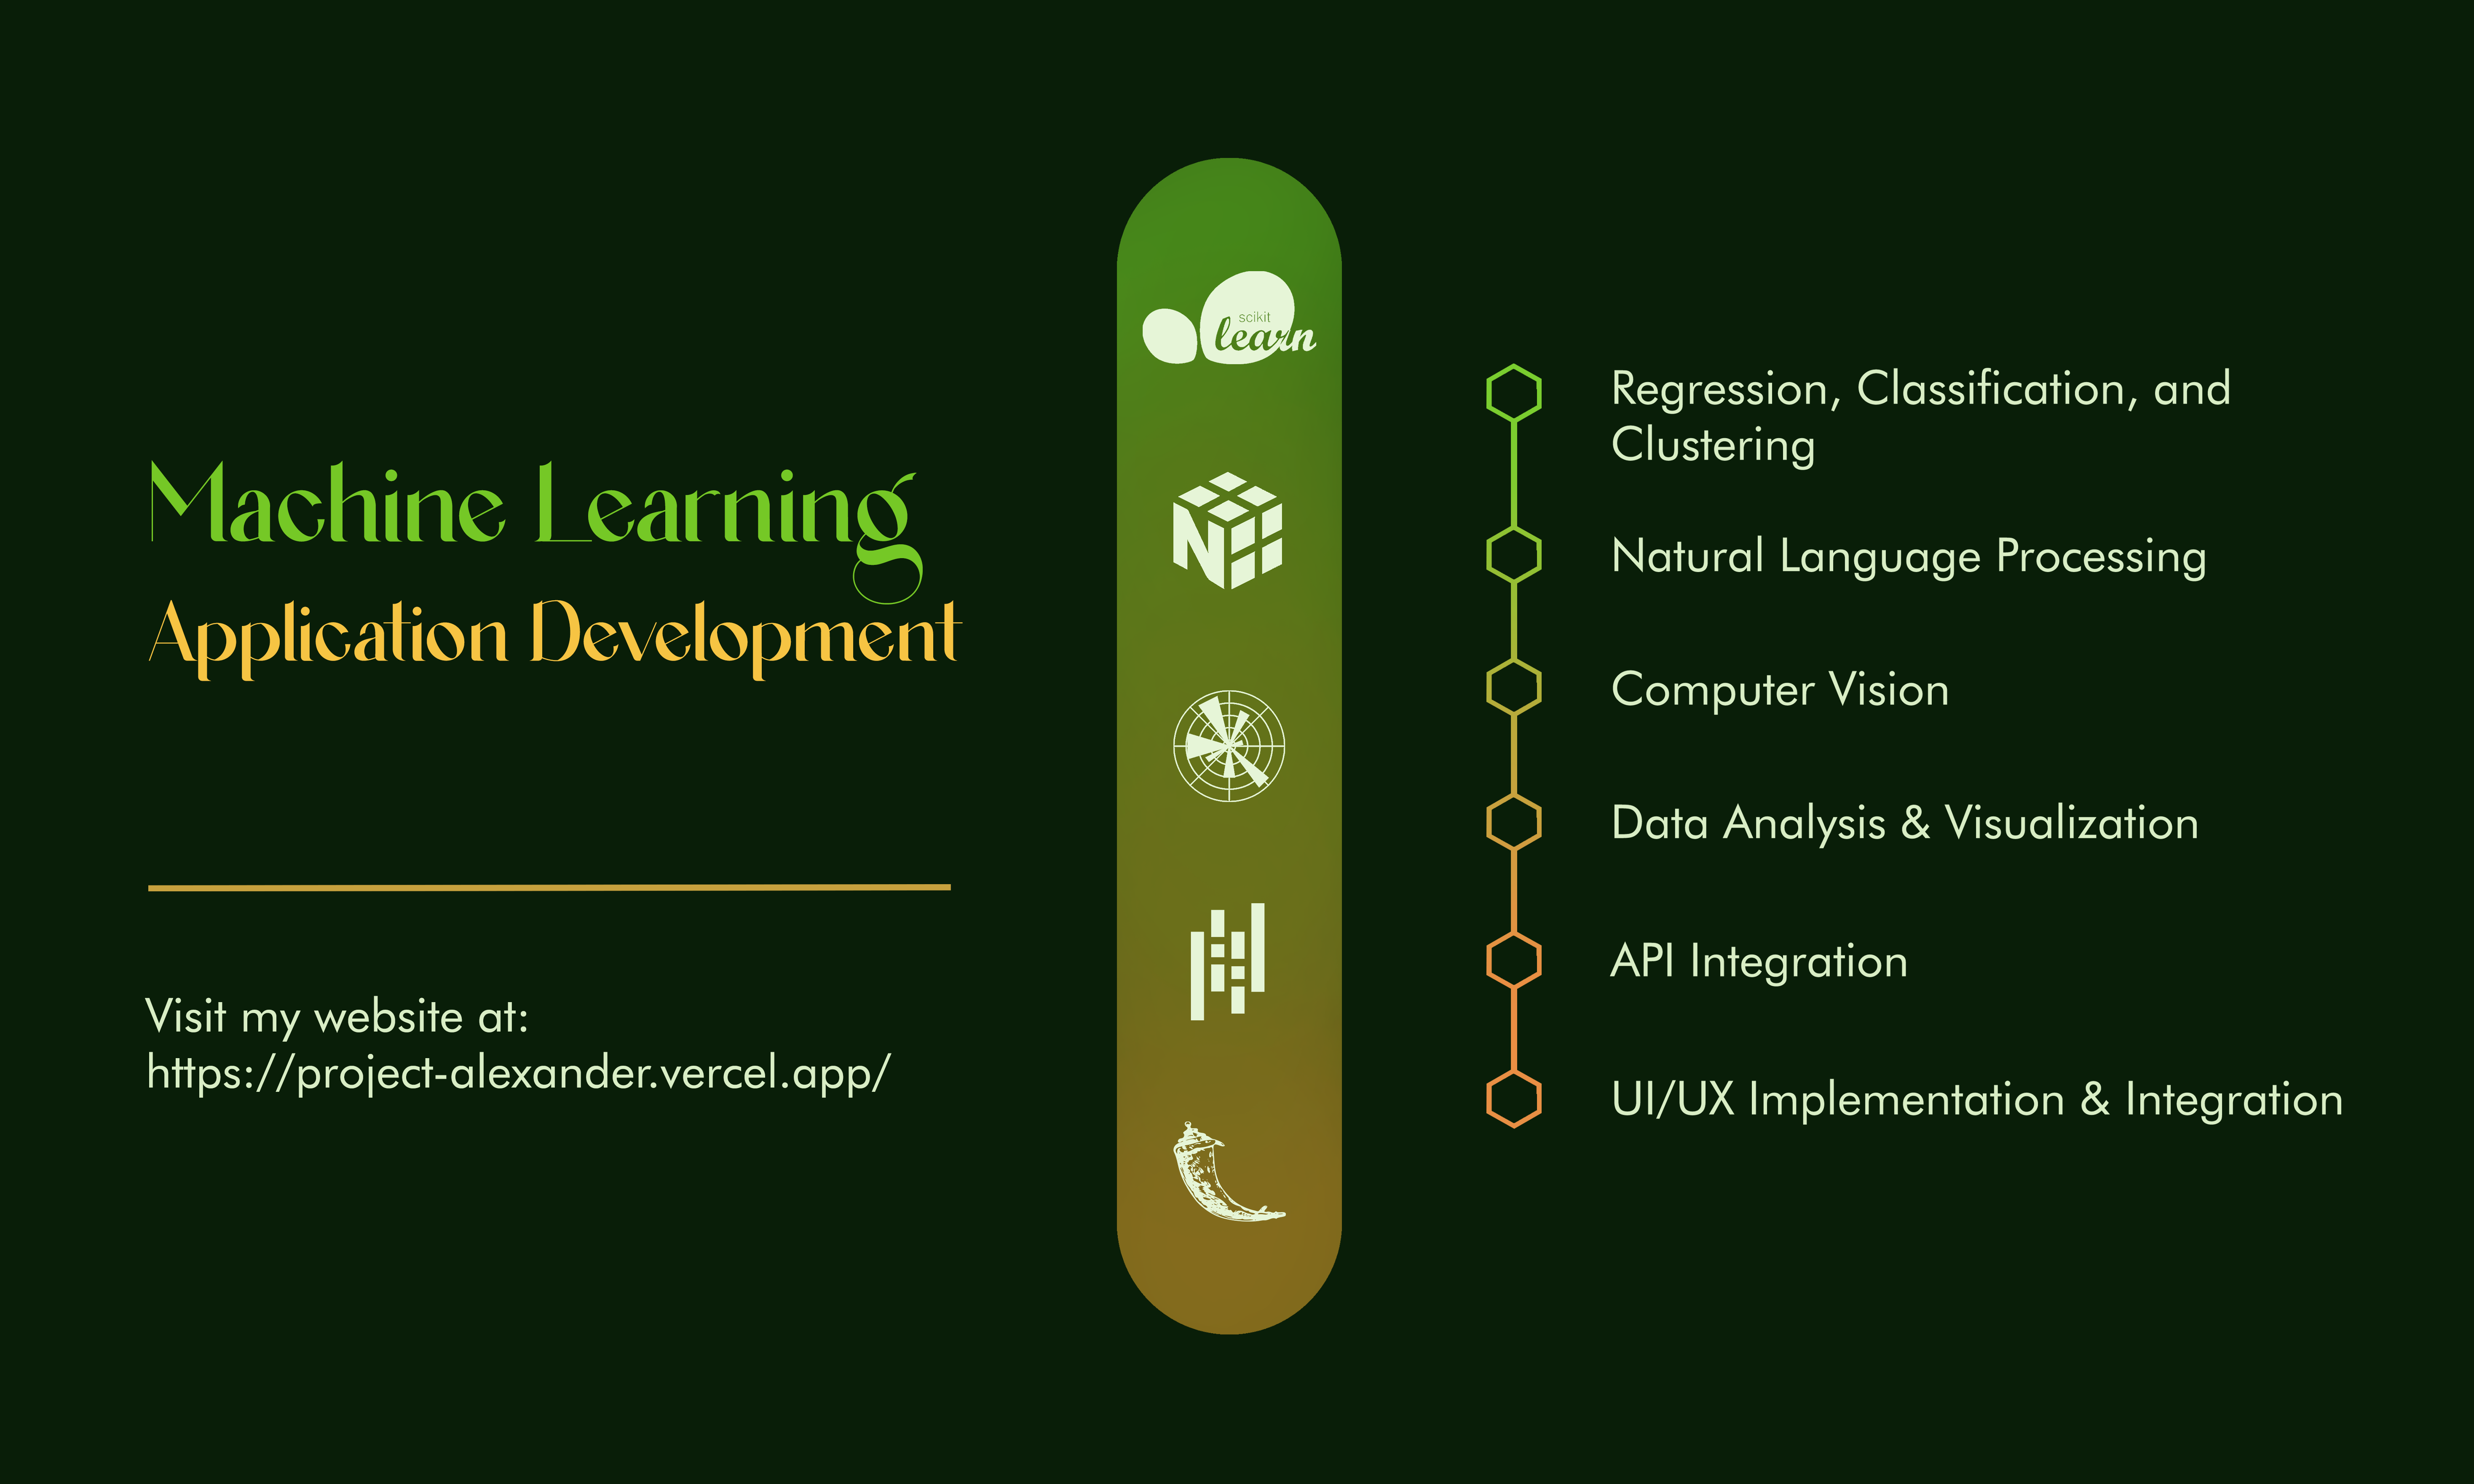 Machine Learning
Application Development
Visit my website at:
https://project-alexander.vercel.app/
scikit
learn
N
Regression, Classification, and
Clustering
Natural Language Processing
Computer Vision
Data Analysis & Visualization
API Integration
UI/UX Implementation & Integration